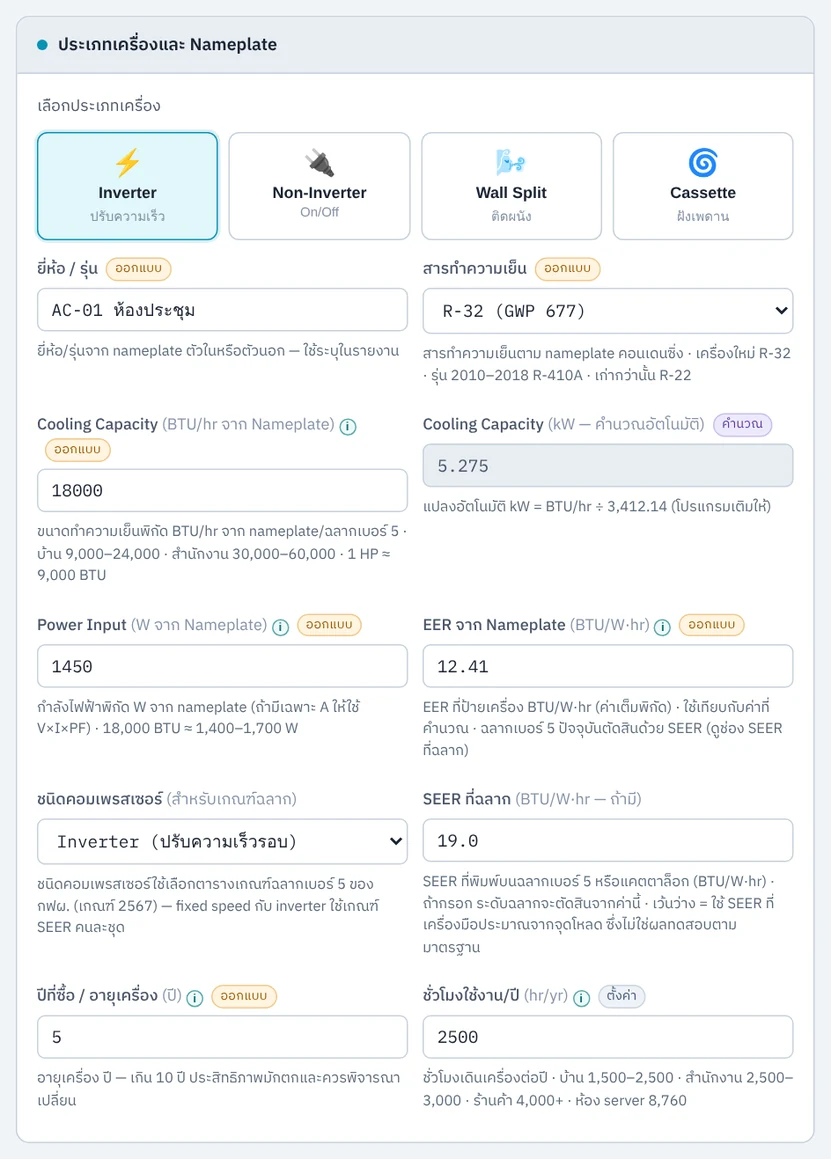 ประเภทเครื่องและ Nameplate
เลือกประเภทเครื่อง
Inverter
ปรับความเร็ว
Non-Inverter
On/Off
Wall Split
ติดผนัง
Cassette
ฝังเพดาน
ยี่ห้อ / รุ่น ออกแบบ
AC-01 ห้องประชุม
ยี่ห้อ/รุ่นจาก nameplate ตัวในหรือตัวนอก — ใช้ระบุในรายงาน
สารทำความเย็น ออกแบบ
R-32 (GWP 677)
สารทำความเย็นตาม nameplate คอนเดนซิ่ง · เครื่องใหม่ R-32
· รุ่น 2010–2018 R-410A · เก่ากว่านั้น R-22
Cooling Capacity (BTU/hr จาก Nameplate) i
ออกแบบ
18000
ขนาดทำความเย็นพิกัด BTU/hr จาก nameplate/ฉลากเบอร์ 5 ·
บ้าน 9,000–24,000 · สำนักงาน 30,000–60,000 · 1 HP ≈
9,000 BTU
Cooling Capacity (kW — คำนวณอัตโนมัติ) คำนวณ
5.275
แปลงอัตโนมัติ kW = BTU/hr ÷ 3,412.14 (โปรแกรมเติมให้)
Power Input (W จาก Nameplate) i ออกแบบ
1450
กำลังไฟฟ้าพิกัด W จาก nameplate (ถ้ามีเฉพาะ A ให้ใช้
V×I×PF) · 18,000 BTU ≈ 1,400–1,700 W
EER จาก Nameplate (BTU/W·hr) i ออกแบบ
12.41
EER ที่ป้ายเครื่อง BTU/W·hr (ค่าเต็มพิกัด) · ใช้เทียบกับค่าที่
คำนวณ · ฉลากเบอร์ 5 ปัจจุบันตัดสินด้วย SEER (ดูช่อง SEER
ที่ฉลาก)
ชนิดคอมเพรสเซอร์ (สำหรับเกณฑ์ฉลาก)
Inverter (ปรับความเร็วรอบ)
ชนิดคอมเพรสเซอร์ใช้เลือกตารางเกณฑ์ฉลากเบอร์ 5 ของ
กฟผ. (เกณฑ์ 2567) — fixed speed กับ inverter ใช้เกณฑ์
SEER คนละชุด
SEER ที่ฉลาก (BTU/W·hr — ถ้ามี)
19.0
SEER ที่พิมพ์บนฉลากเบอร์ 5 หรือแคตตาล็อก (BTU/W·hr) ·
ถ้ากรอก ระดับฉลากจะตัดสินจากค่านี้ · เว้นว่าง = ใช้ SEER ที่
เครื่องมือประมาณจากจุดโหลด ซึ่งไม่ใช่ผลทดสอบตาม
มาตรฐาน
ปีที่ซื้อ / อายุเครื่อง (ปี) i ออกแบบ
5
อายุเครื่อง ปี — เกิน 10 ปี ประสิทธิภาพมักตกและควรพิจารณา
เปลี่ยน
ชั่วโมงใช้งาน/ปี (hr/yr) i ตั้งค่า
2500
ชั่วโมงเดินเครื่องต่อปี · บ้าน 1,500–2,500 · สำนักงาน 2,500–
3,000 · ร้านค้า 4,000+ · ห้อง server 8,760